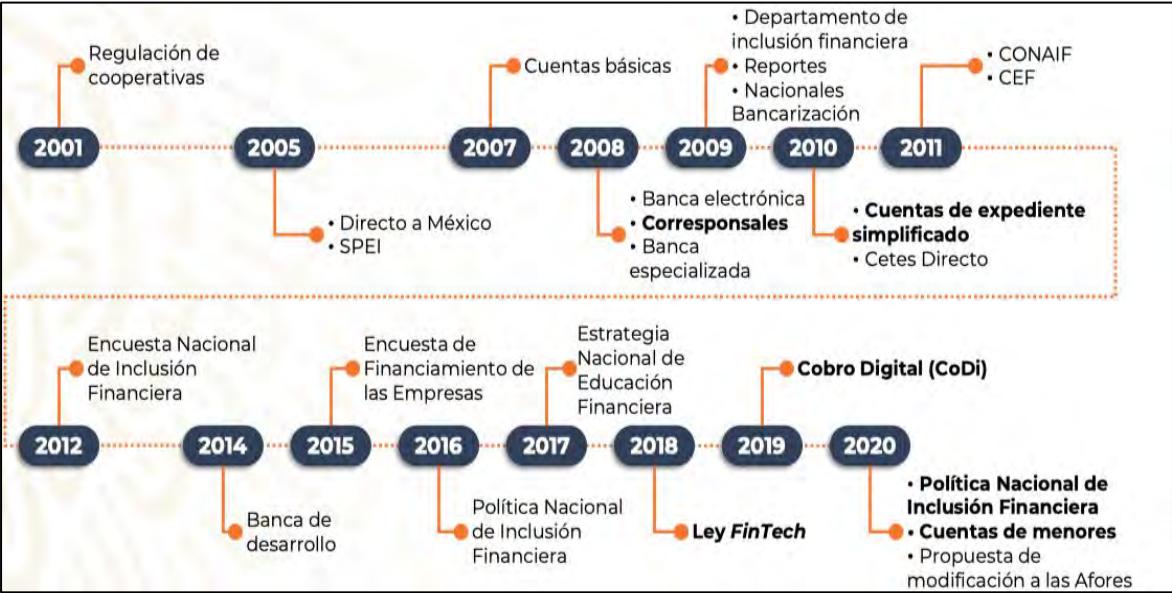 Regulación de
cooperativas
2001
2005
• Directo a México
• SPEI
Cuentas básicas
2007
2008
• Banca electrónica
• Corresponsales
• Banca
especializada
• Departamento de
inclusión financiera
• Reportes
• Nacionales
Bancarización
2009
2010
• Cuentas de expediente
simplificado
• Cetes Directo
• CONAIF
• CEF
2011
Encuesta Nacional
de Inclusión
Financiera
2012
2014
Banca de
desarrollo
Encuesta de
Financiamiento de
las Empresas
2015
2016
Política Nacional
de Inclusión
Financiera
Estrategia
Nacional de
Educación
Financiera
2017
2018
Ley FinTech
Cobro Digital (CoDi)
2019
2020
• Política Nacional de
Inclusión Financiera
• Cuentas de menores
• Propuesta de
modificación a las Afores